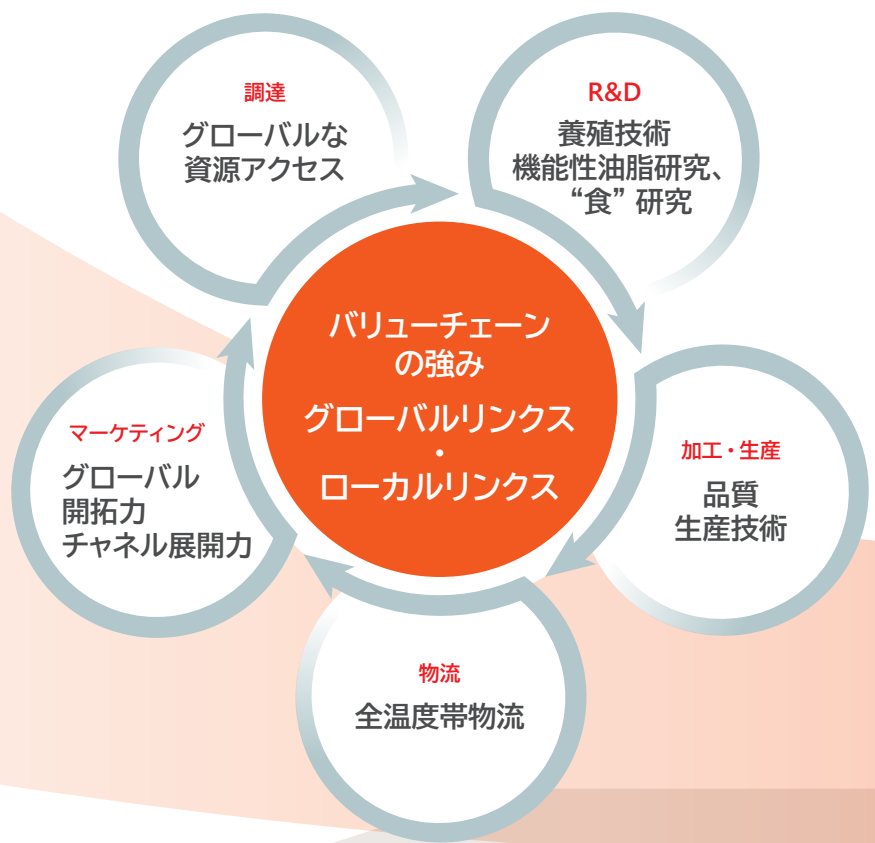 調達
グローバルな
資源アクセス
R&D
養殖技術
機能性油脂研究、
“食” 研究
バリューチェーン
の強み
グローバルリンクス
・
ローカルリンクス
マーケティング
グローバル
開拓力
チャネル展開力
加工・生産
品質
生産技術
物流
全温度帯物流